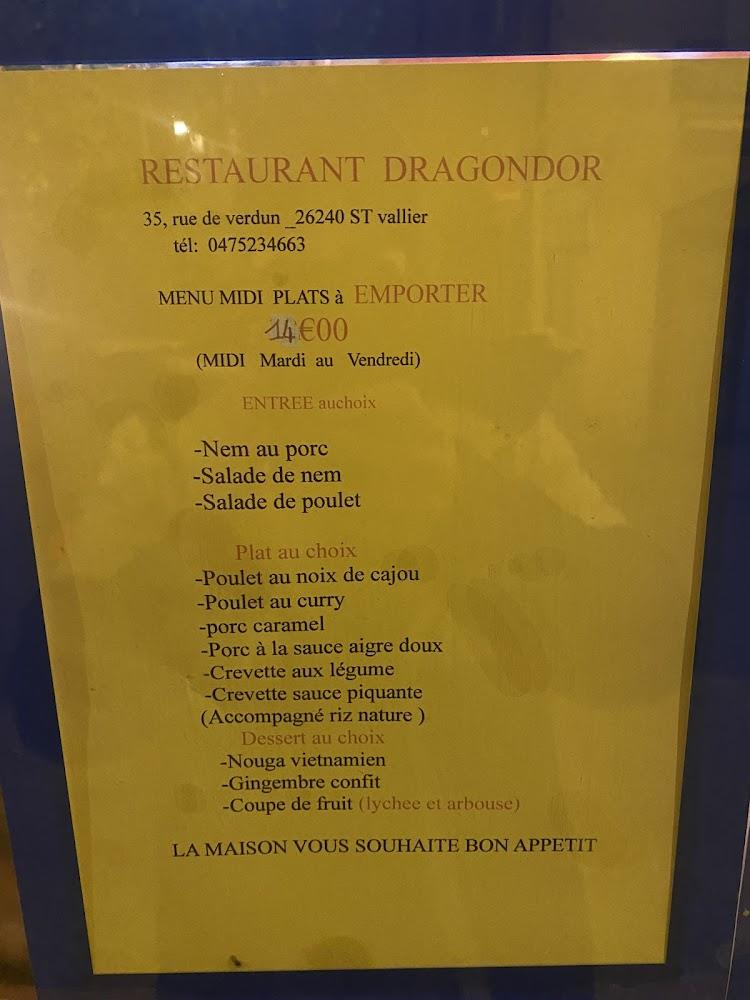 RESTAURANT DRAGONDOR
35, rue de verdun _26240 ST vallier
tél: 0475234663
MENU MIDI PLATS à EMPORTER
14€00
(MIDI Mardi au Vendredi)
ENTREE auchoix
-Nem au porc
-Salade de nem
-Salade de poulet
Plat au choix
-Poulet au noix de cajou
-Poulet au curry
-porc caramel
-Porc à la sauce aigre doux
-Crevette aux légume
-Crevette sauce piquante
(Accompagné riz nature )
Dessert au choix
-Nouga vietnamien
-Gingembre confit
-Coupe de fruit (lychee et arbouse)
LA MAISON VOUS SOUHAITE BON APPETIT